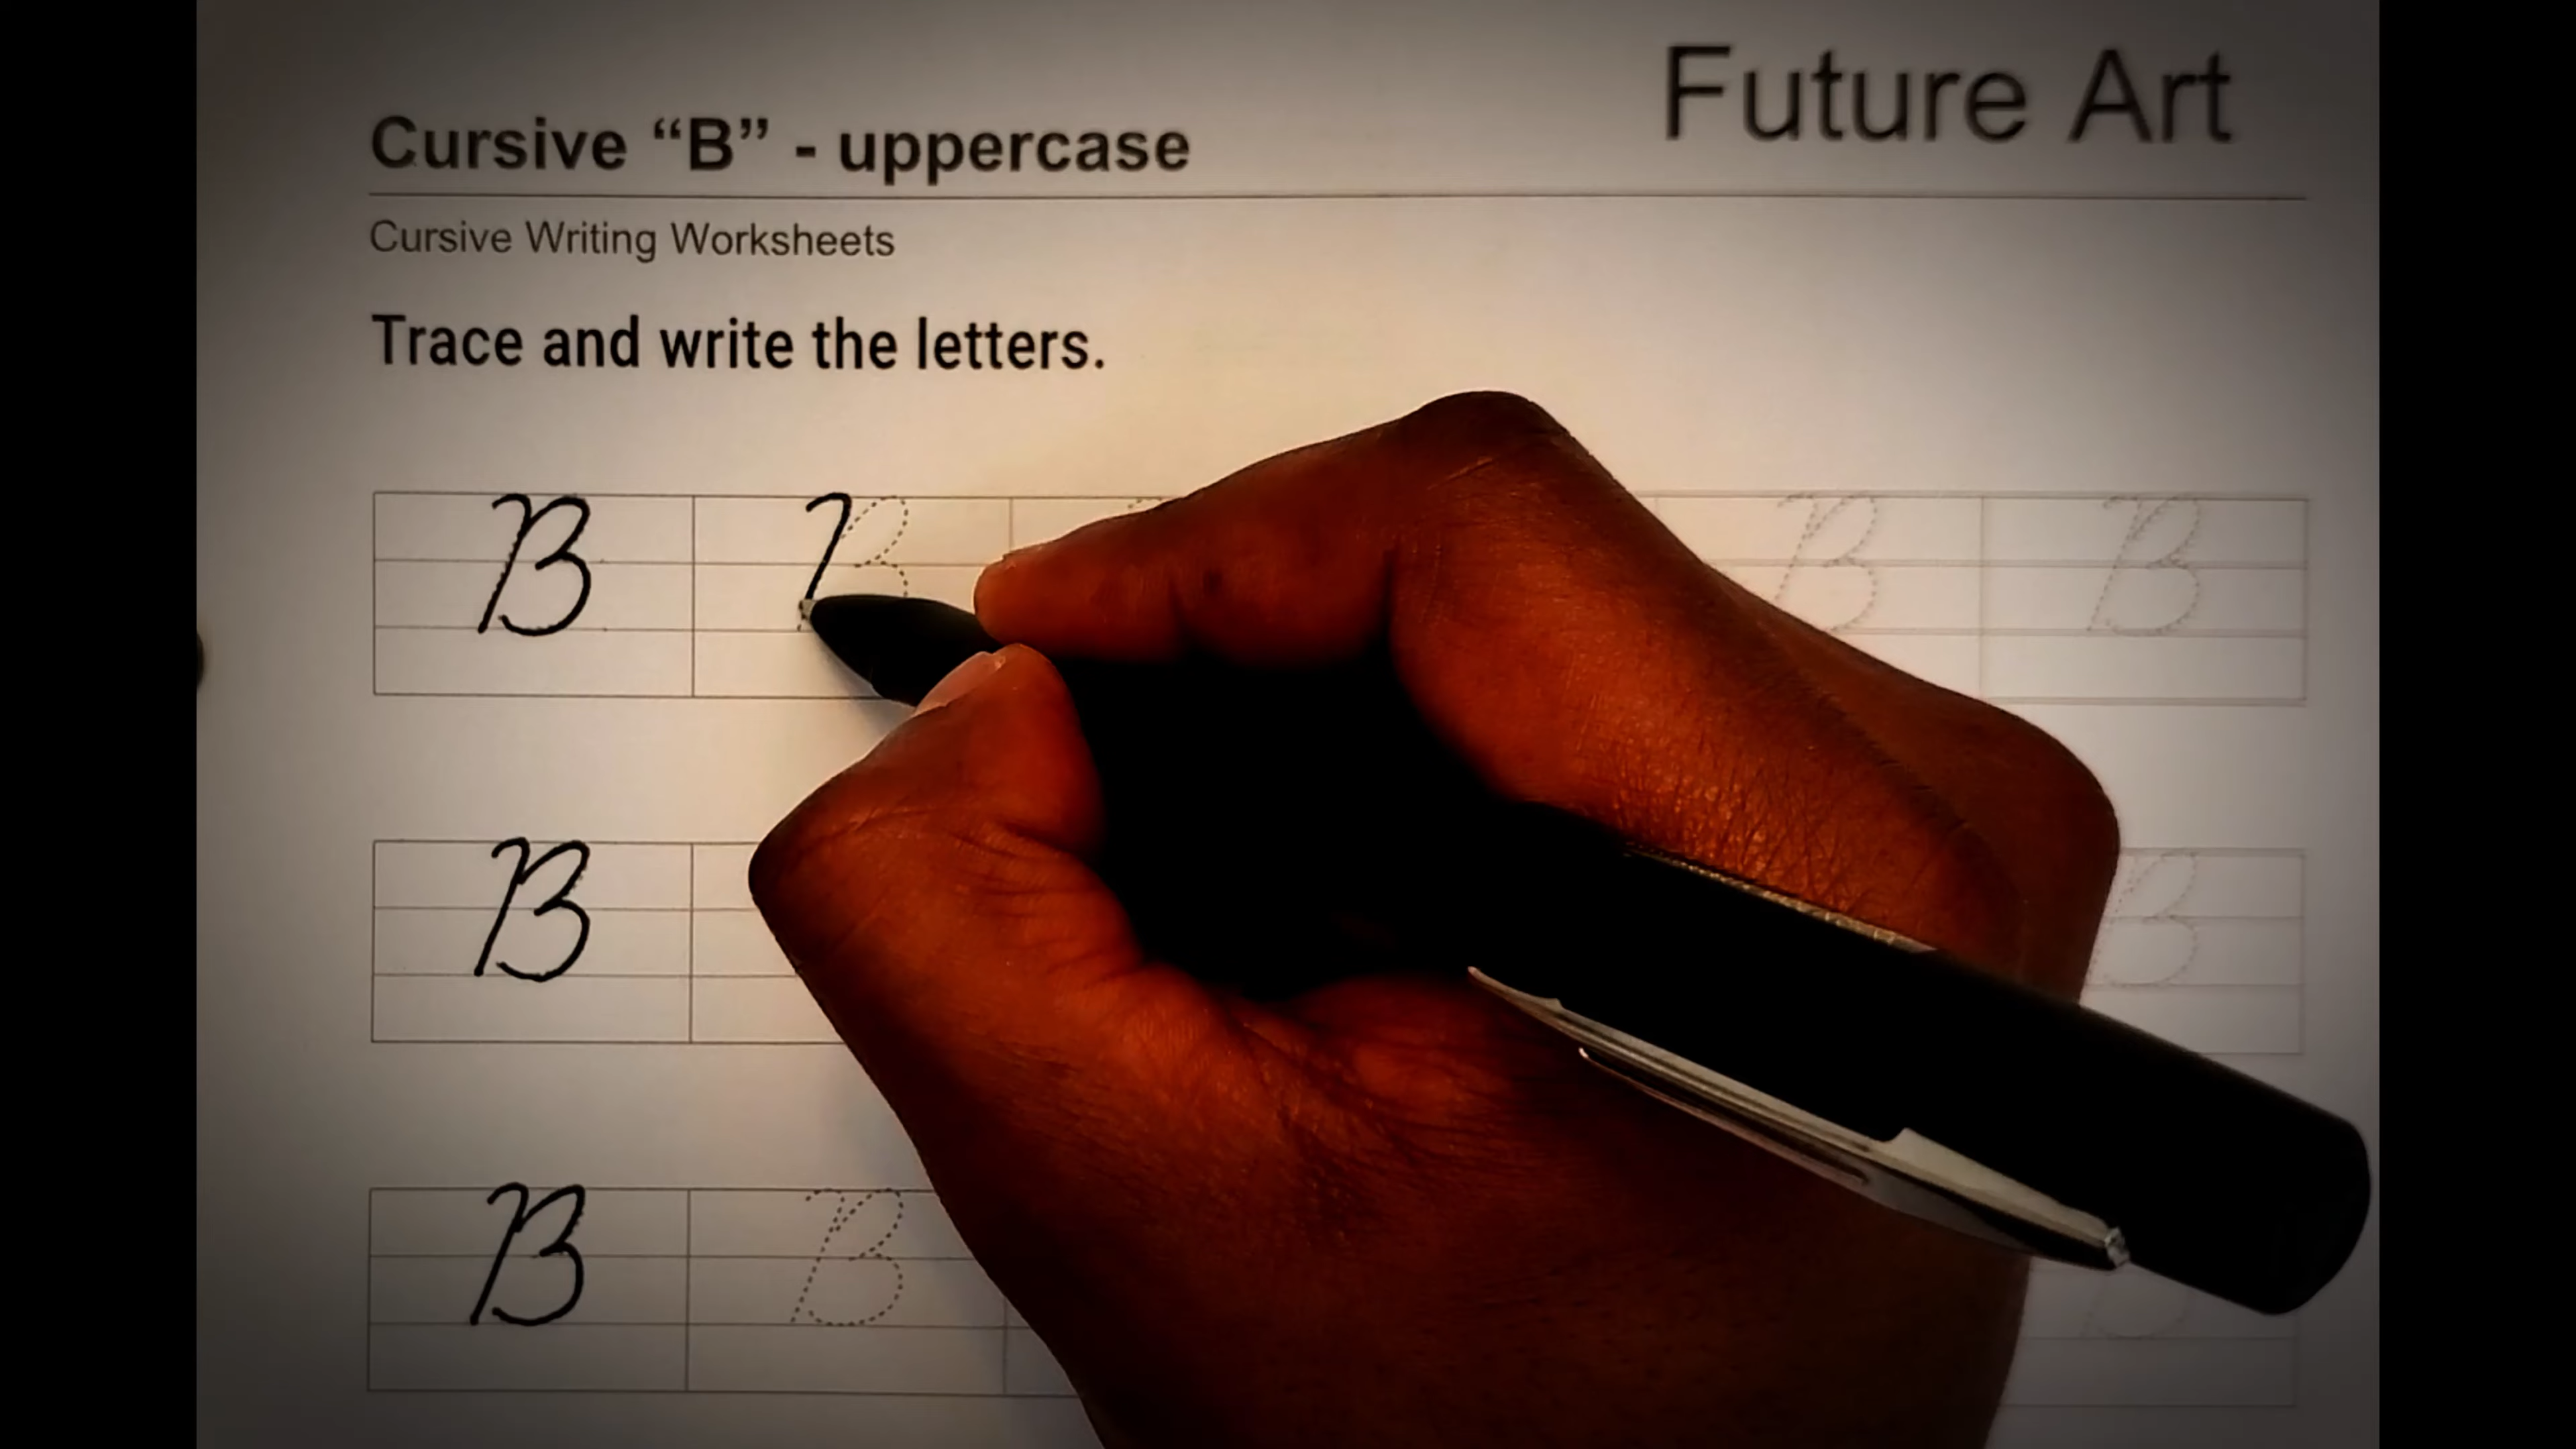 Future Art
Cursive “B” - uppercase
Cursive Writing Worksheets
Trace and write the letters.
B B B B
B B
B B B